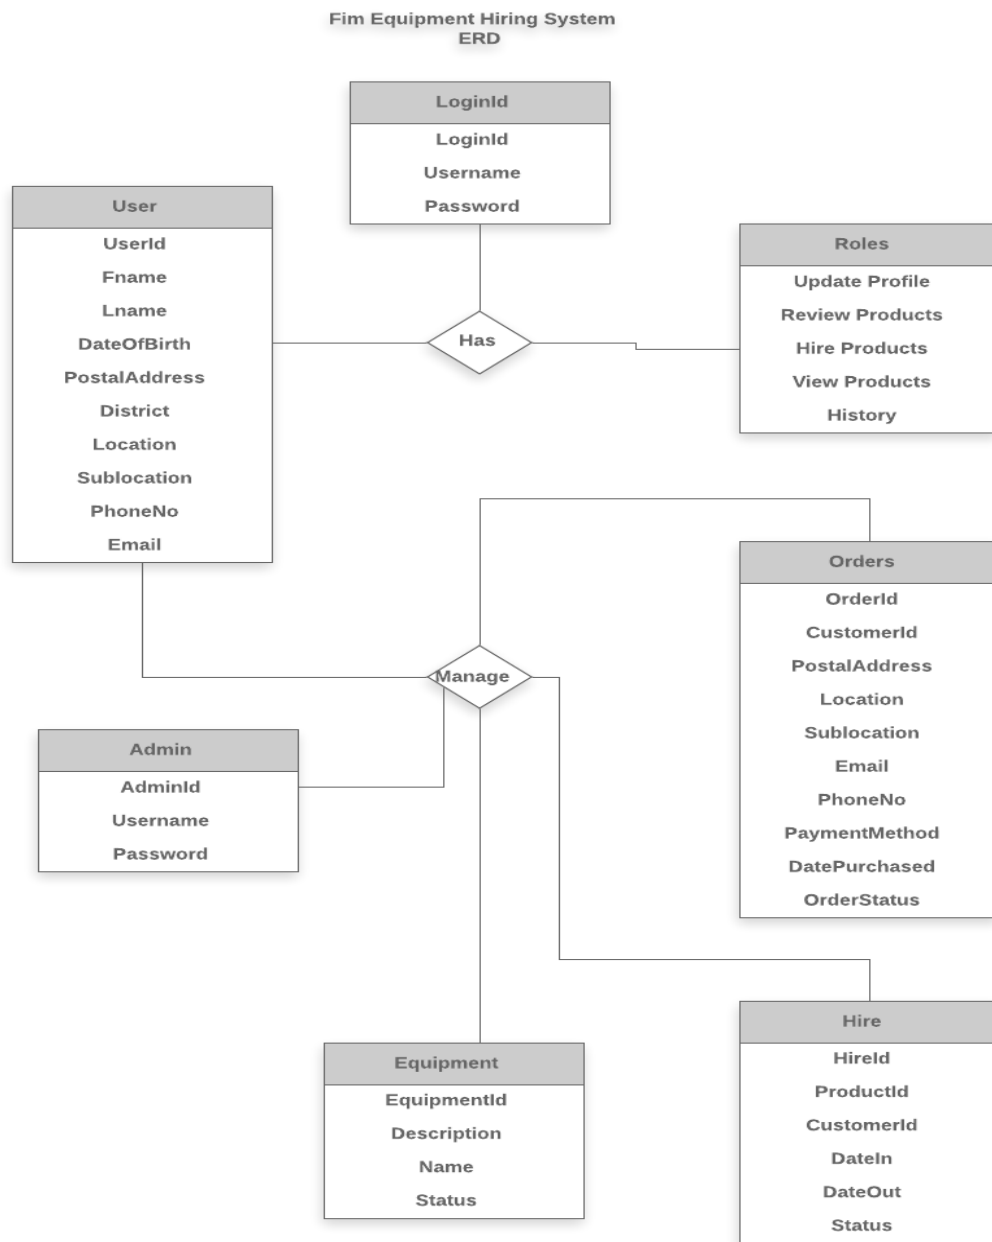 Fim Equipment Hiring System
ERD
LoginId
LoginId
Username
Password
User
UserId
Fname
Lname
DateOfBirth
PostalAddress
District
Location
Sublocation
PhoneNo
Email
Has
Roles
Update Profile
Review Products
Hire Products
View Products
History
Manage
Orders
OrderId
CustomerId
PostalAddress
Location
Sublocation
Email
PhoneNo
PaymentMethod
DatePurchased
OrderStatus
Admin
AdminId
Username
Password
Equipment
EquipmentId
Description
Name
Status
Hire
HireId
ProductId
CustomerId
DateIn
DateOut
Status